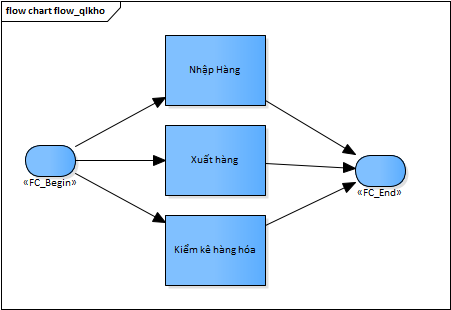 flow chart flow_qlkho
Nhập Hàng
Xuất hàng
«FC_Begin»
«FC_End»
Kiểm kê hàng hóa